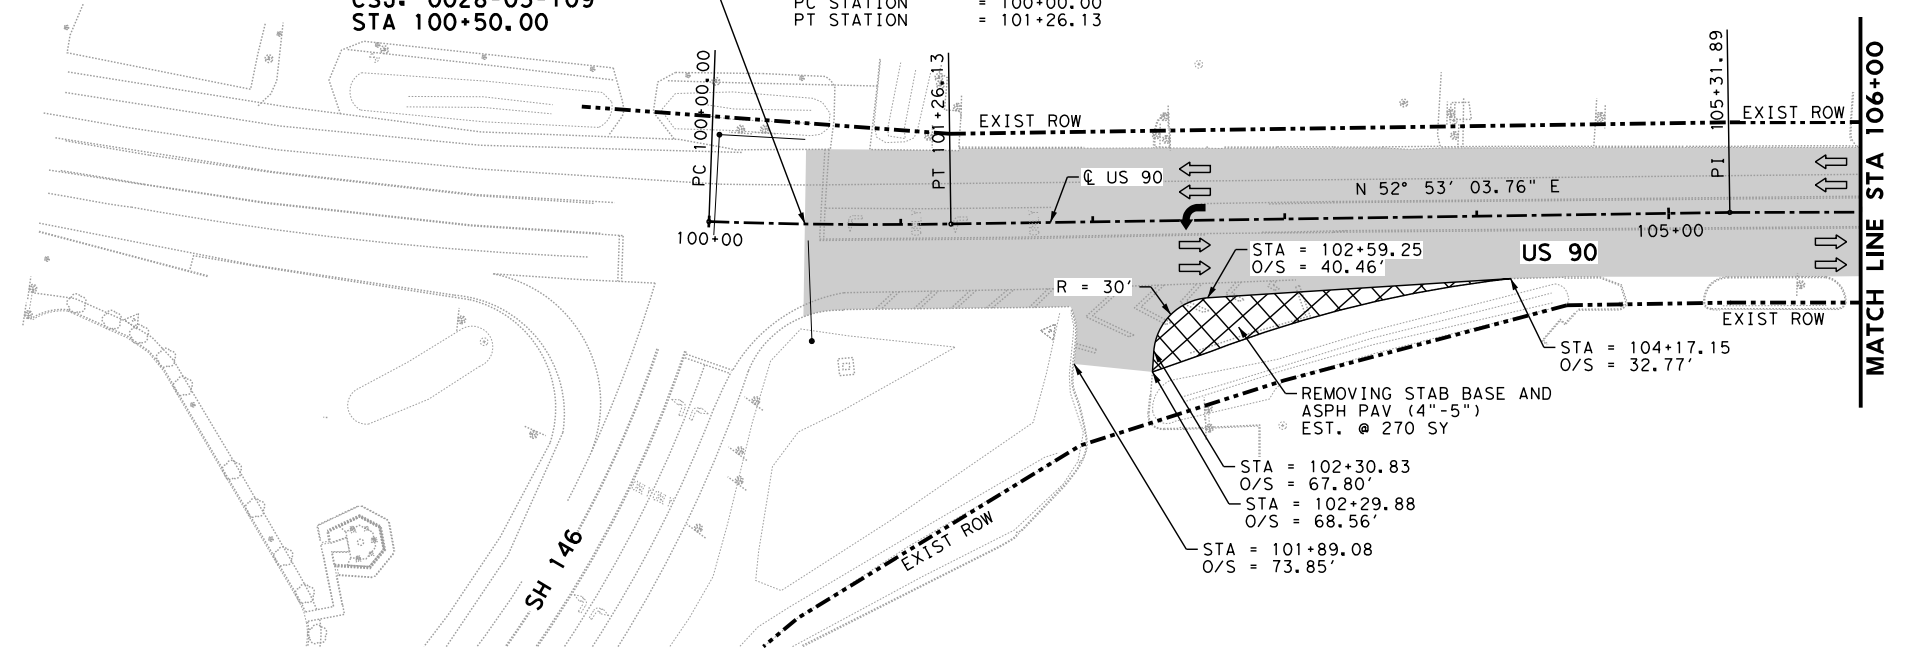 CSJ: 0028-03-109
STA 100+50.00
PC STATION = 100+00.00
PT STATION = 101+26.13
PC 100+00.00
PT 101+26.13
PI 105+31.89
EXIST ROW
EXIST ROW
MATCH LINE STA 106+00
℄ US 90
N 52° 53' 03.76" E
100+00
105+00
US 90
STA = 102+59.25
O/S = 40.46'
R = 30'
EXIST ROW
STA = 104+17.15
O/S = 32.77'
REMOVING STAB BASE AND
ASPH PAV (4"-5")
EST. @ 270 SY
STA = 102+30.83
O/S = 67.80'
STA = 102+29.88
O/S = 68.56'
STA = 101+89.08
O/S = 73.85'
EXIST ROW
SH 146